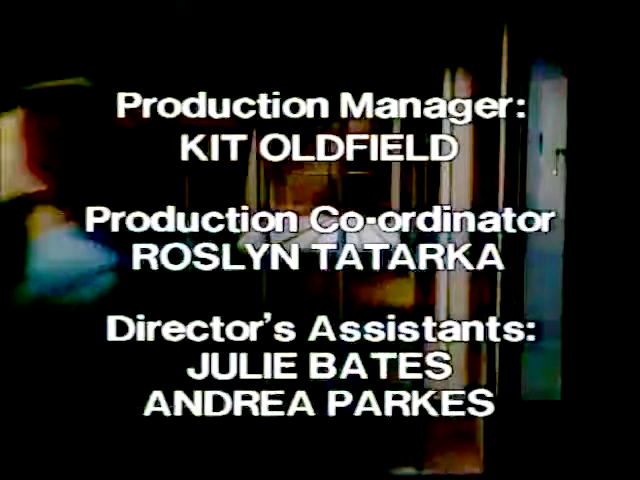 Production Manager:
KIT OLDFIELD
Production Co-ordinator
ROSLYN TATARKA
Director's Assistants:
JULIE BATES
ANDREA PARKES